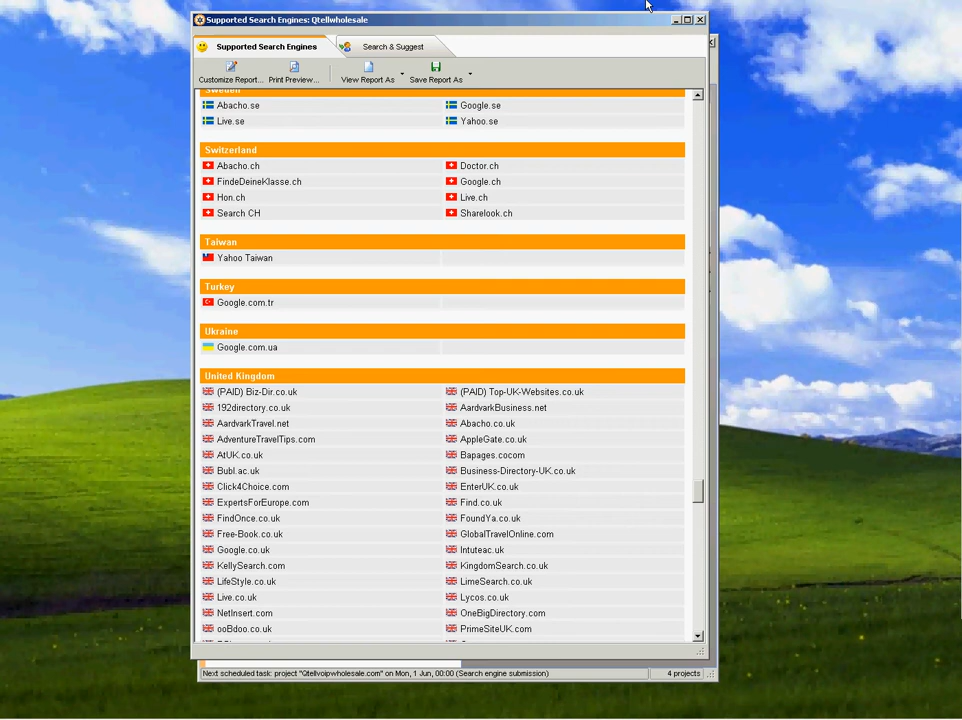 Supported Search Engines: Qtellwholesale
Supported Search Engines
Search & Suggest
Customize Report...
Print Preview...
View Report As
Save Report As
Sweden
Abacho.se
Google.se
Live.se
Yahoo.se
Switzerland
Abacho.ch
Doctor.ch
FindeDeineKlasse.ch
Google.ch
Hon.ch
Live.ch
Search CH
Sharelook.ch
Taiwan
Yahoo Taiwan
Turkey
Google.com.tr
Ukraine
Google.com.ua
United Kingdom
(PAID) Biz-Dir.co.uk
(PAID) Top-UK-Websites.co.uk
192directory.co.uk
AardvarkBusiness.net
AardvarkTravel.net
Abacho.co.uk
AdventureTravelTips.com
AppleGate.co.uk
AtUK.co.uk
Bapages.cocom
Bubl.ac.uk
Business-Directory-UK.co.uk
Click4Choice.com
EnterUK.co.uk
ExpertsForEurope.com
Find.co.uk
FindOnce.co.uk
FoundYa.co.uk
Free-Book.co.uk
GlobalTravelOnline.com
Google.co.uk
Intuteac.uk
KellySearch.com
KingdomSearch.co.uk
LifeStyle.co.uk
LimeSearch.co.uk
Live.co.uk
Lycos.co.uk
NetInsert.com
OneBigDirectory.com
ooBdoo.co.uk
PrimeSiteUK.com
Next scheduled task: project "Qtellvoipwholesale.com" on Mon, 1 Jun, 00:00 (Search engine submission)
4 projects